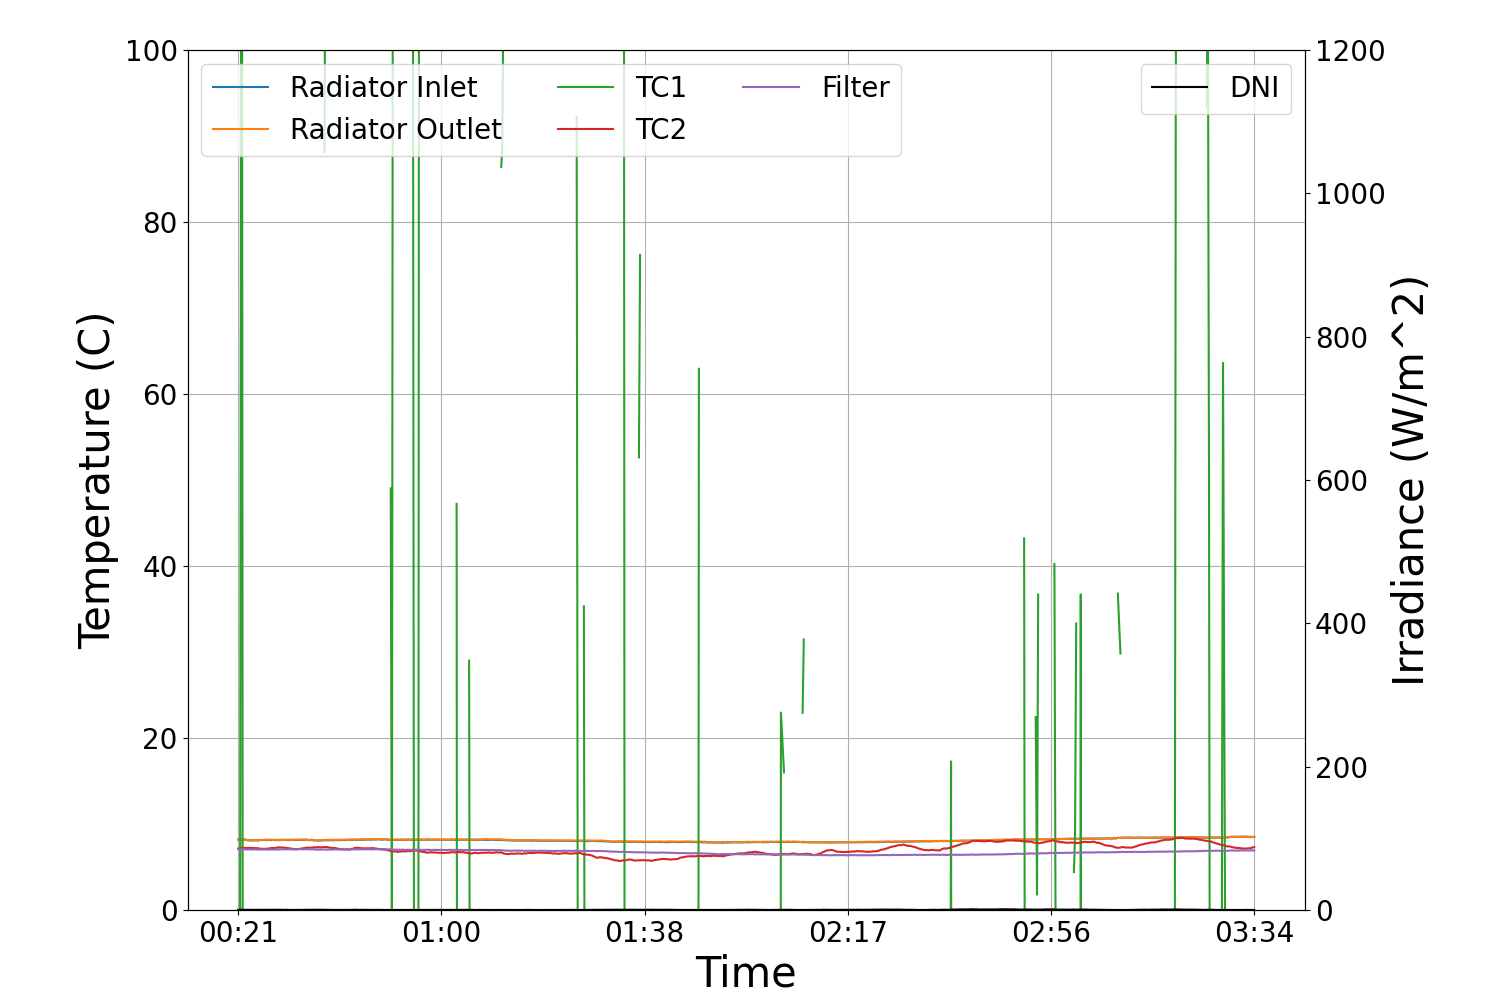 100
80
60
40
20
0
Temperature (C)
Radiator Inlet
Radiator Outlet
TC1
TC2
Filter
DNI
1200
1000
800
600
400
200
0
Irradiance (W/m^2)
00:21 01:00 01:38 02:17 02:56 03:34
Time